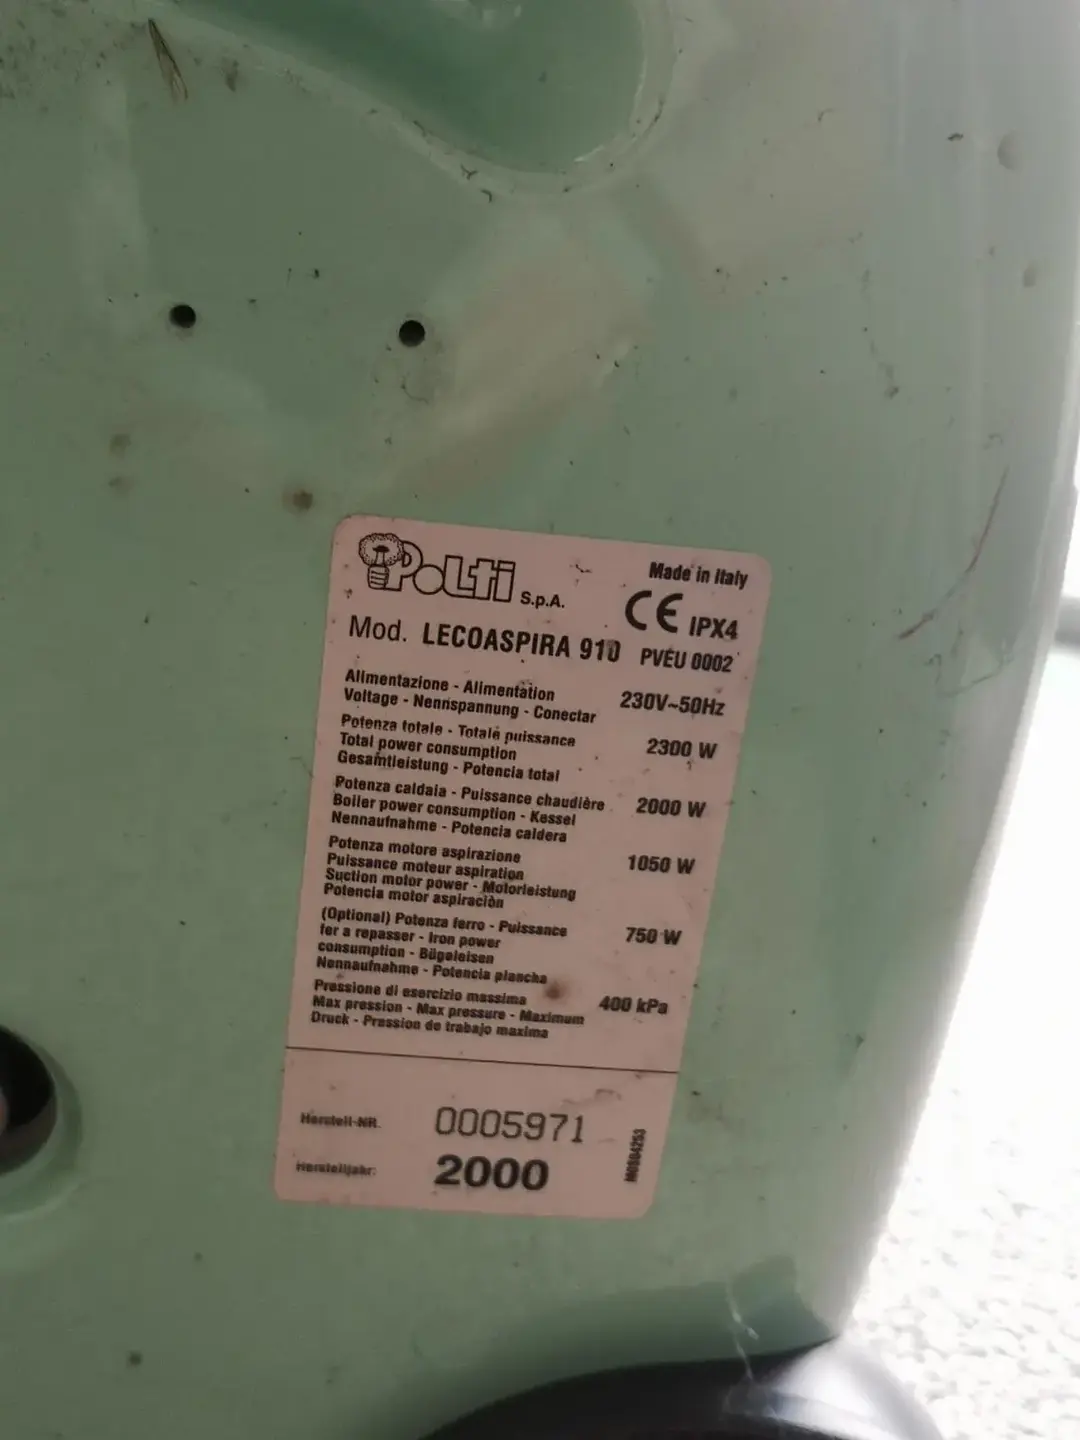 Polti S.p.A.
Made in Italy
CE IPX4
Mod. LECOASPIRA 910 PVEU 0002
Alimentazione - Alimentation
Voltage - Nennspannung - Conectar
230V~50Hz
Potenza totale - Totale puissance
Total power consumption
Gesamtleistung - Potencia total
2300 W
Potenza caldaia - Puissance chaudière
Boiler power consumption - Kessel
Nennaufnahme - Potencia caldera
2000 W
Potenza motore aspirazione
Puissance moteur aspiration
Suction motor power - Motorleistung
Potencia motor aspiraciòn
1050 W
(Optional) Potenza ferro - Puissance
fer a repasser - Iron power
consumption - Bügeleisen
Nennaufnahme - Potencia plancha
750 W
Pressione di esercizio massima
Max pression - Max pressure - Maximum
Druck - Pression de trabajo maxima
400 kPa
Herstell-NR. 0005971
Herstelljahr: 2000
M0S04253